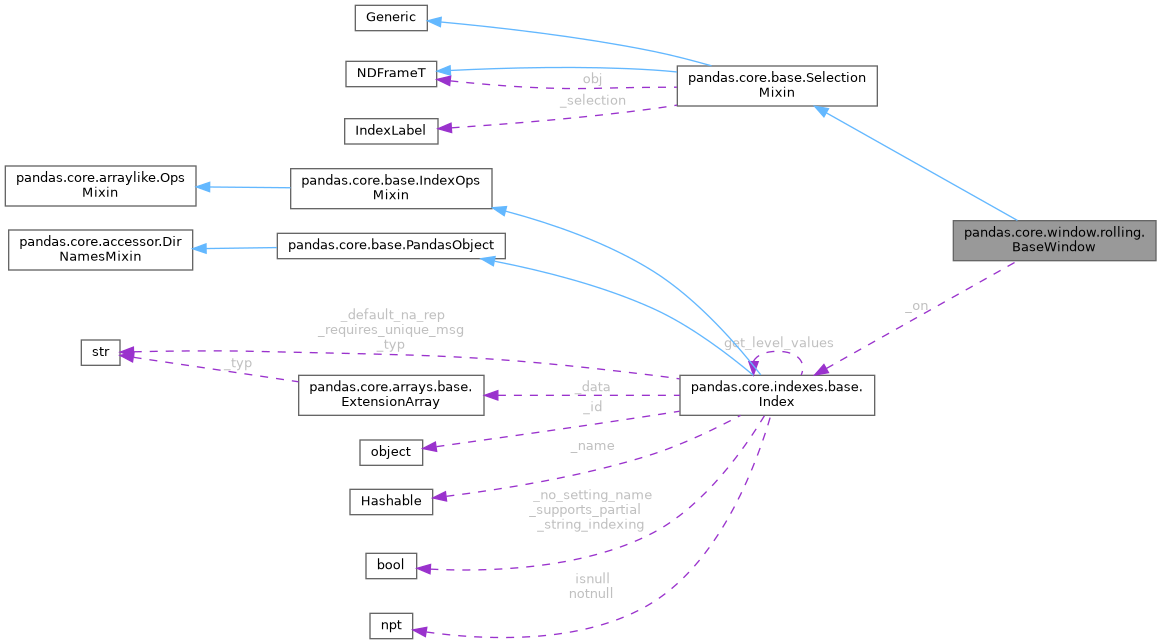 Generic
NDFrameT
obj
pandas.core.base.Selection
Mixin
_selection
IndexLabel
pandas.core.arraylike.Ops
Mixin
pandas.core.base.IndexOps
Mixin
pandas.core.window.rolling.
BaseWindow
pandas.core.accessor.Dir
NamesMixin
pandas.core.base.PandasObject
_on
_default_na_rep
_requires_unique_msg
_typ
get_level_values
str
_typ
pandas.core.arrays.base.
ExtensionArray
_data
pandas.core.indexes.base.
Index
_id
object
_name
Hashable
_no_setting_name
_supports_partial
_string_indexing
bool
isnull
notnull
npt